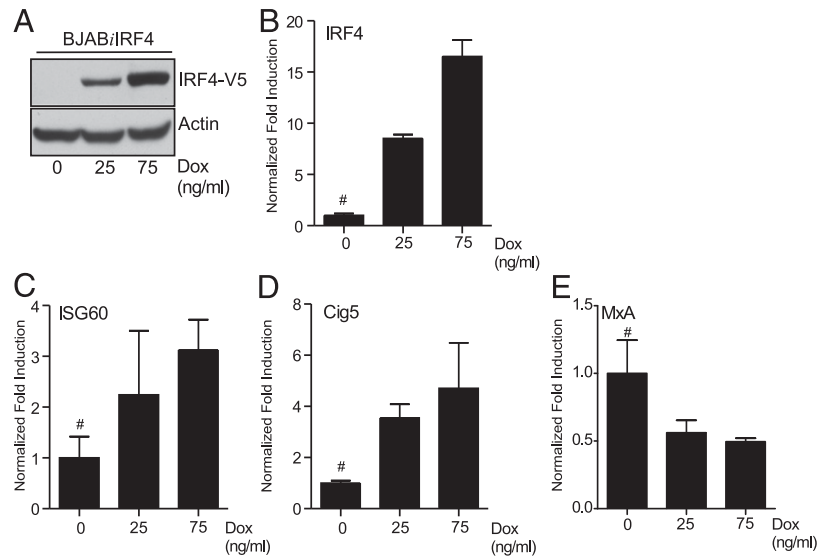 A
BJABiIRF4
IRF4-V5
Actin
0 25 75 Dox
(ng/ml)
B
IRF4
Normalized Fold Induction
20
15
10
5
0
#
0 25 75 Dox
(ng/ml)
C
ISG60
Normalized Fold Induction
4
3
2
1
0
#
0 25 75 Dox
(ng/ml)
D
Cig5
Normalized Fold Induction
8
6
4
2
0
#
0 25 75 Dox
(ng/ml)
E
MxA
Normalized Fold Induction
1.5
1.0
0.5
0.0
#
0 25 75 Dox
(ng/ml)